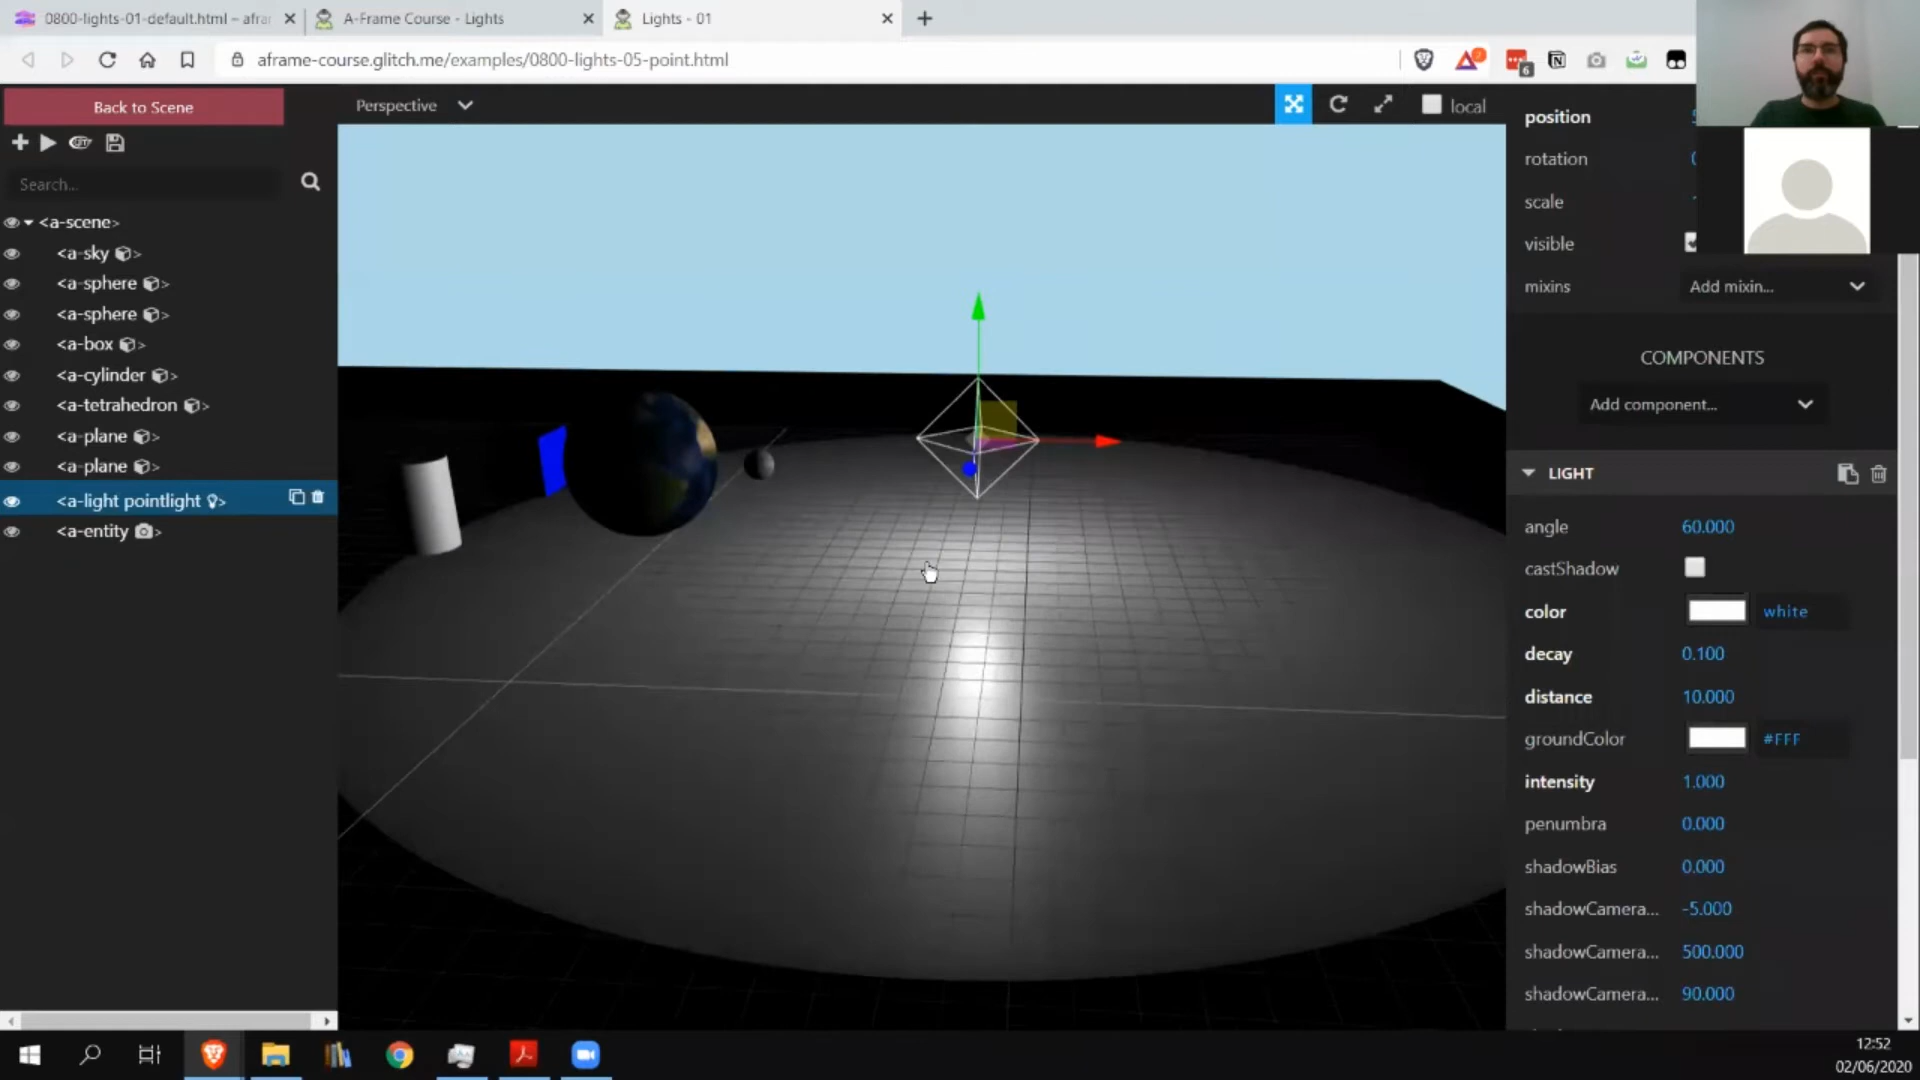 0800-lights-01-default.html – afra
A-Frame Course - Lights
Lights - 01
aframe-course.glitch.me/examples/0800-lights-05-point.html
6
Back to Scene
Perspective
local
Search...
<a-scene>
<a-sky >
<a-sphere >
<a-sphere >
<a-box >
<a-cylinder >
<a-tetrahedron >
<a-plane >
<a-plane >
<a-light pointlight >
<a-entity >
position
rotation
scale
visible
mixins Add mixin...
COMPONENTS
Add component...
LIGHT
angle 60.000
castShadow
color white
decay 0.100
distance 10.000
groundColor #FFF
intensity 1.000
penumbra 0.000
shadowBias 0.000
shadowCamera... -5.000
shadowCamera... 500.000
shadowCamera... 90.000
12:52
02/06/2020